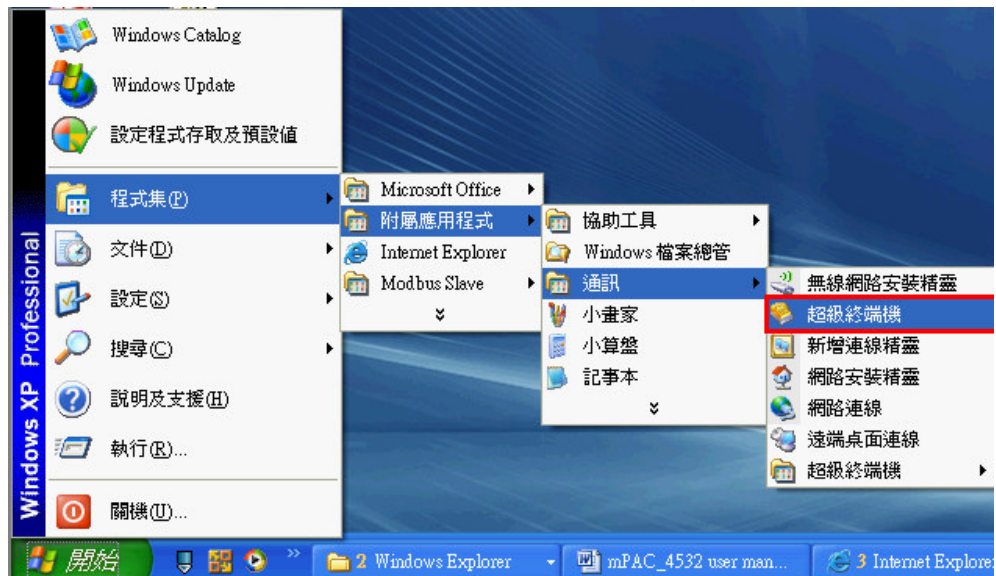 Windows Catalog
Windows Update
設定程式存取及預設値
程式集(P)
文件(D)
設定(S)
搜尋(C)
說明及支援(H)
執行(R)...
關機(U)...
Windows XP Professional
Microsoft Office
附屬應用程式
Internet Explorer
Modbus Slave
協助工具
Windows 檔案總管
通訊
小畫家
小算盤
記事本
無線網路安裝精靈
超級終端機
新增連線精靈
網路安裝精靈
網路連線
遠端桌面連線
超級終端機
開始
2 Windows Explorer
mPAC_4532 user man...
3 Internet Explorer